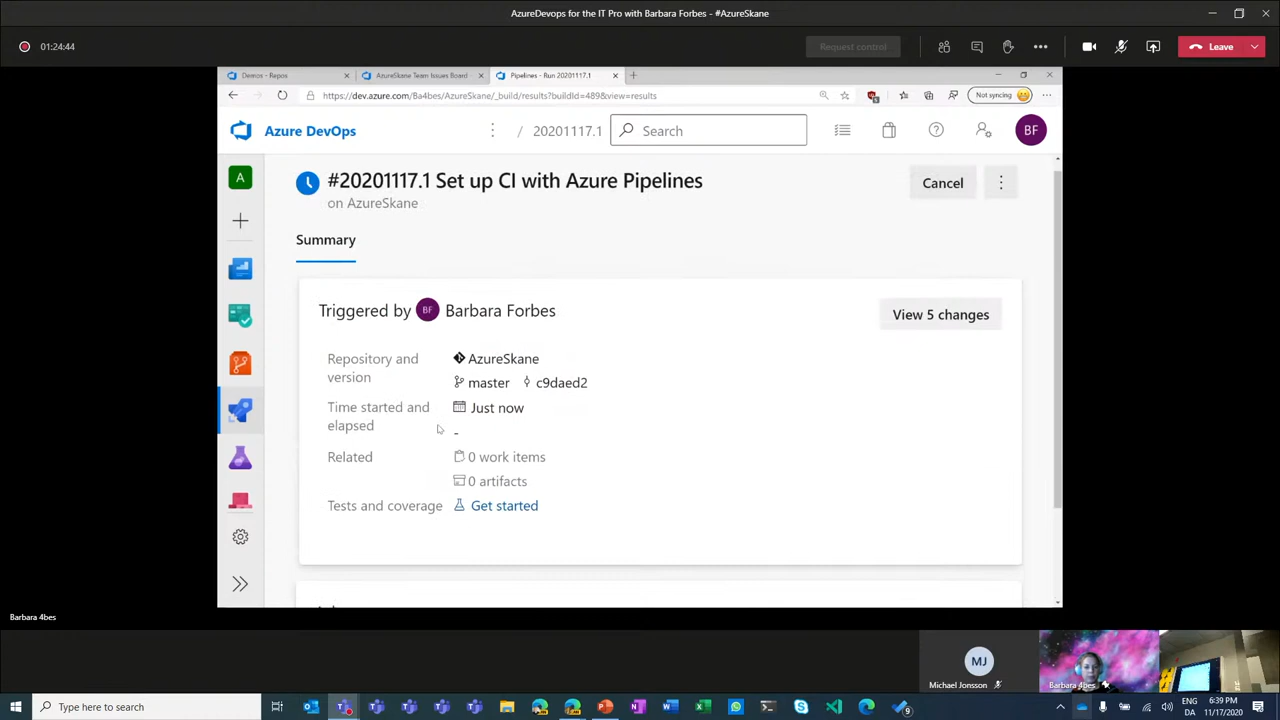 AzureDevops for the IT Pro with Barbara Forbes - #AzureSkane
01:24:44
Request control
Leave
Demos - Repos
AzureSkane Team Issues Board -
Pipelines - Run 20201117.1
https://dev.azure.com/Ba4bes/AzureSkane/_build/results?buildId=489&view=results
Not syncing
Azure DevOps
/ 20201117.1
Search
BF
A
#20201117.1 Set up CI with Azure Pipelines
on AzureSkane
Cancel
Summary
Triggered by BF Barbara Forbes
View 5 changes
Repository and version
AzureSkane
master c9daed2
Time started and elapsed
Just now
-
Related
0 work items
0 artifacts
Tests and coverage
Get started
Barbara 4bes
MJ
Michael Jonsson
Barbara 4bes
Type here to search
9
ENG
DA
6:39 PM
11/17/2020